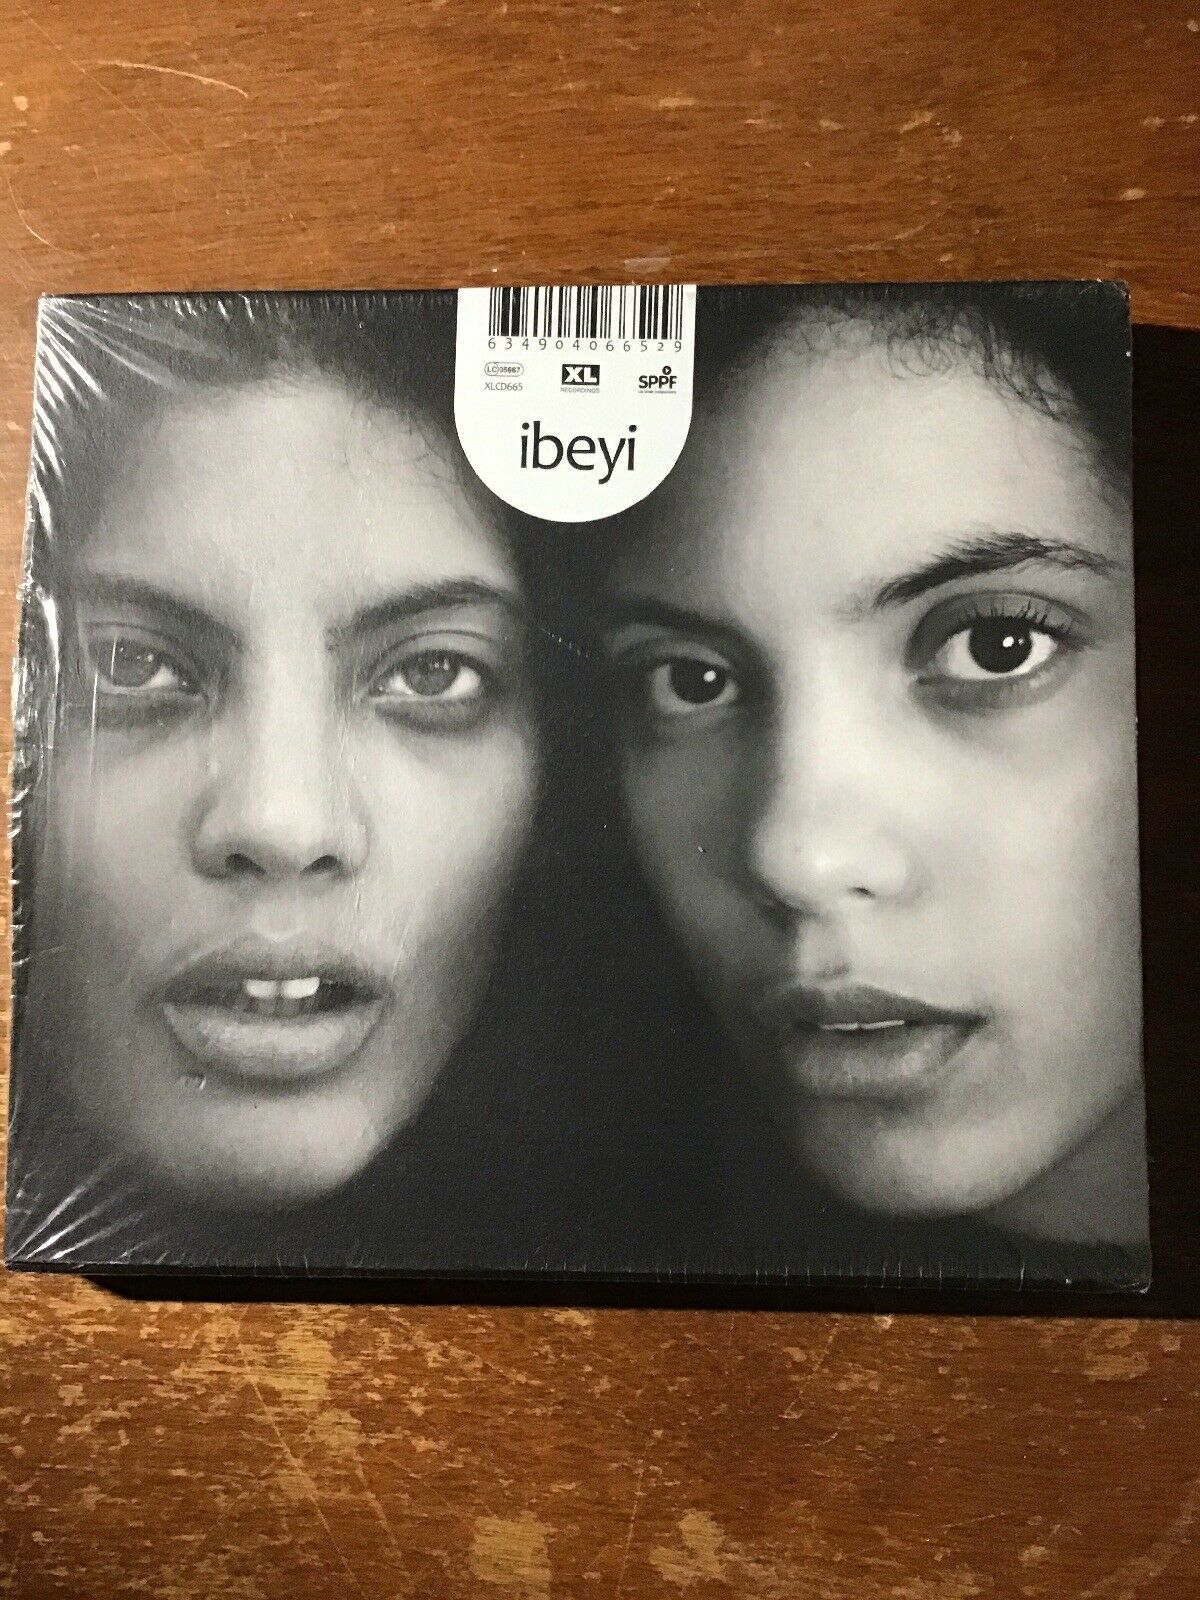 634904066529
LC 05667
XL
SPPF
XLCD665
RECORDINGS
ibeyi